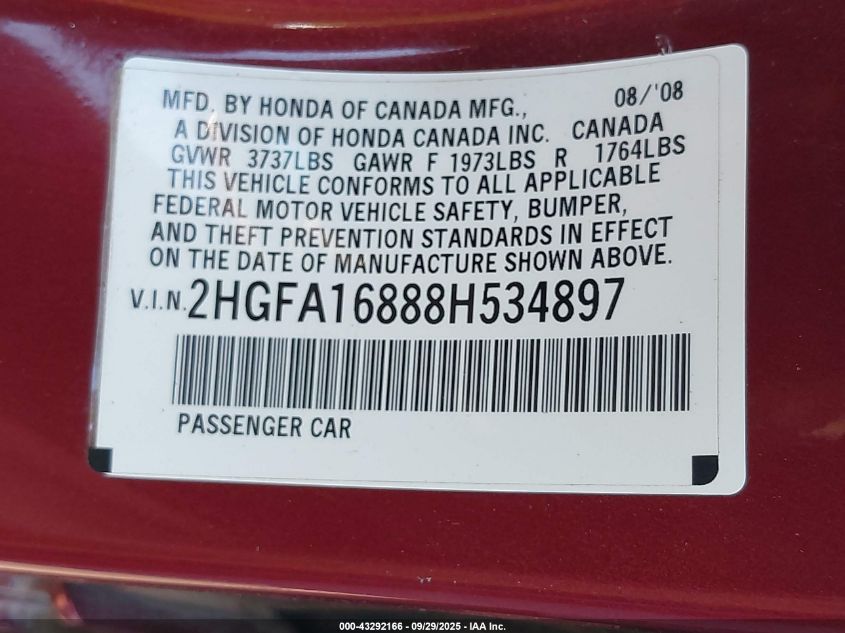 MFD. BY HONDA OF CANADA MFG., 08/'08
A DIVISION OF HONDA CANADA INC. CANADA
GVWR 3737LBS GAWR F 1973LBS R 1764LBS
THIS VEHICLE CONFORMS TO ALL APPLICABLE
FEDERAL MOTOR VEHICLE SAFETY, BUMPER,
AND THEFT PREVENTION STANDARDS IN EFFECT
ON THE DATE OF MANUFACTURE SHOWN ABOVE.
V.I.N. 2HGFA16888H534897
PASSENGER CAR
000-43292166 - 09/29/2025 - IAA Inc.